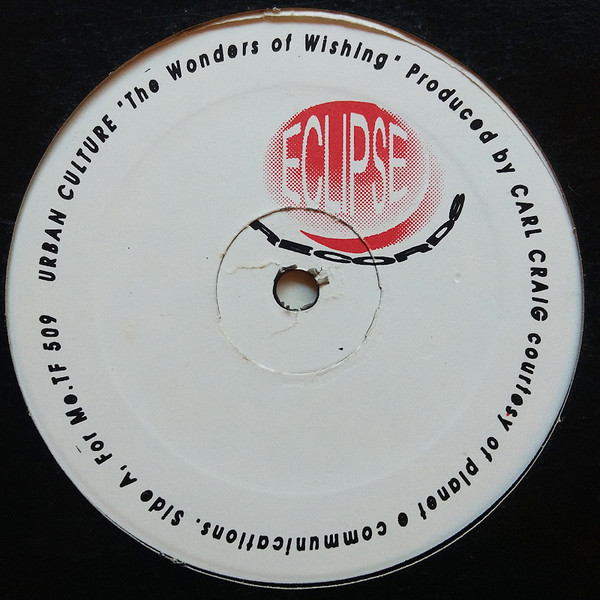 ECLIPSE
RECORDS
URBAN CULTURE "The Wonders of Wishing" Produced by CARL CRAIG courtesy of planet e communications. Side A, For Me.TF 509